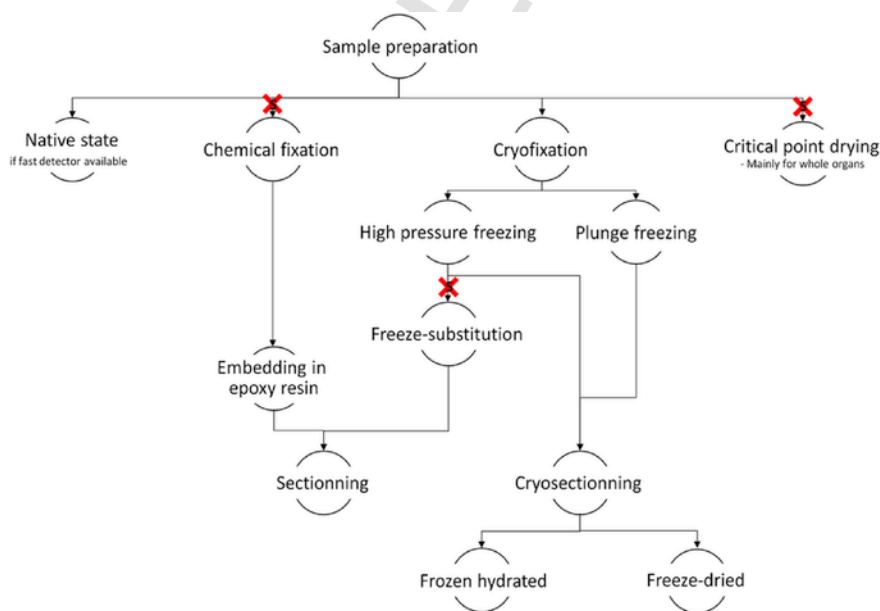 Sample preparation
Native state
if fast detector available
Chemical fixation
Cryofixation
Critical point drying
- Mainly for whole organs
High pressure freezing
Plunge freezing
Freeze-substitution
Embedding in
epoxy resin
Sectionning
Cryosectionning
Frozen hydrated
Freeze-dried